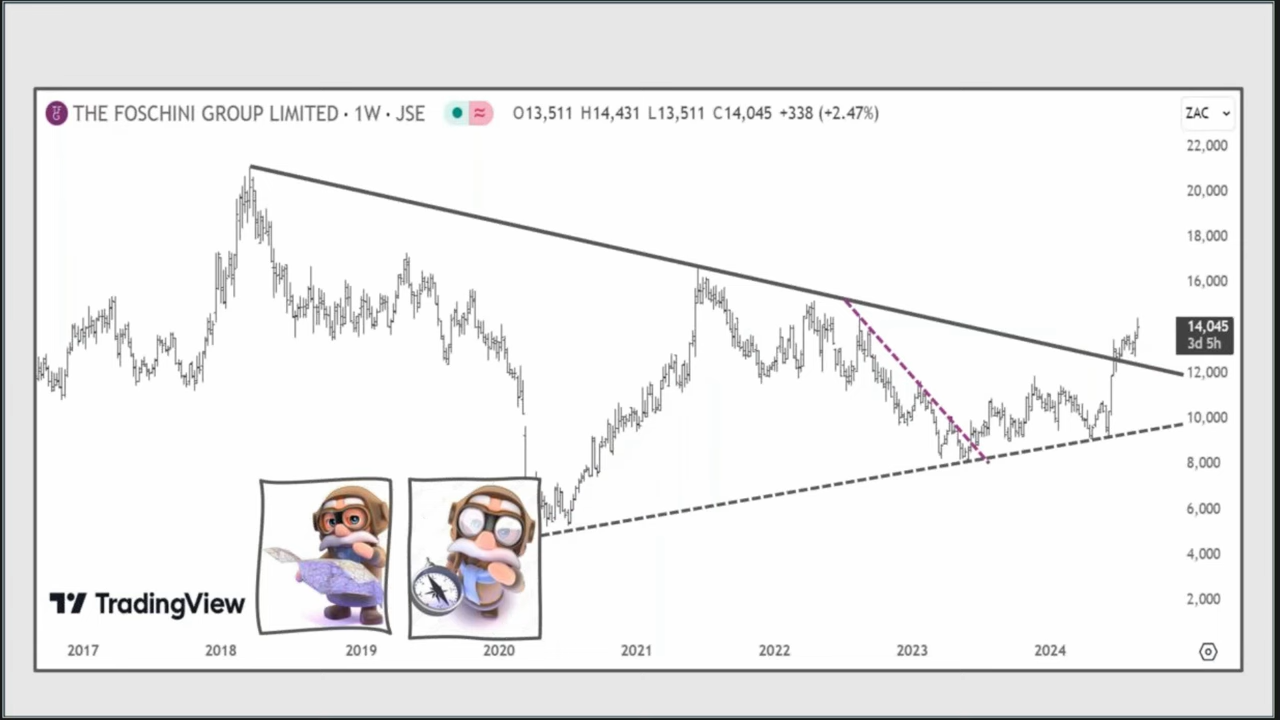 THE FOSCHINI GROUP LIMITED · 1W · JSE O13,511 H14,431 L13,511 C14,045 +338 (+2.47%)
ZAC
22,000
20,000
18,000
16,000
14,045
3d 5h
12,000
10,000
8,000
6,000
4,000
2,000
TradingView
2017 2018 2019 2020 2021 2022 2023 2024